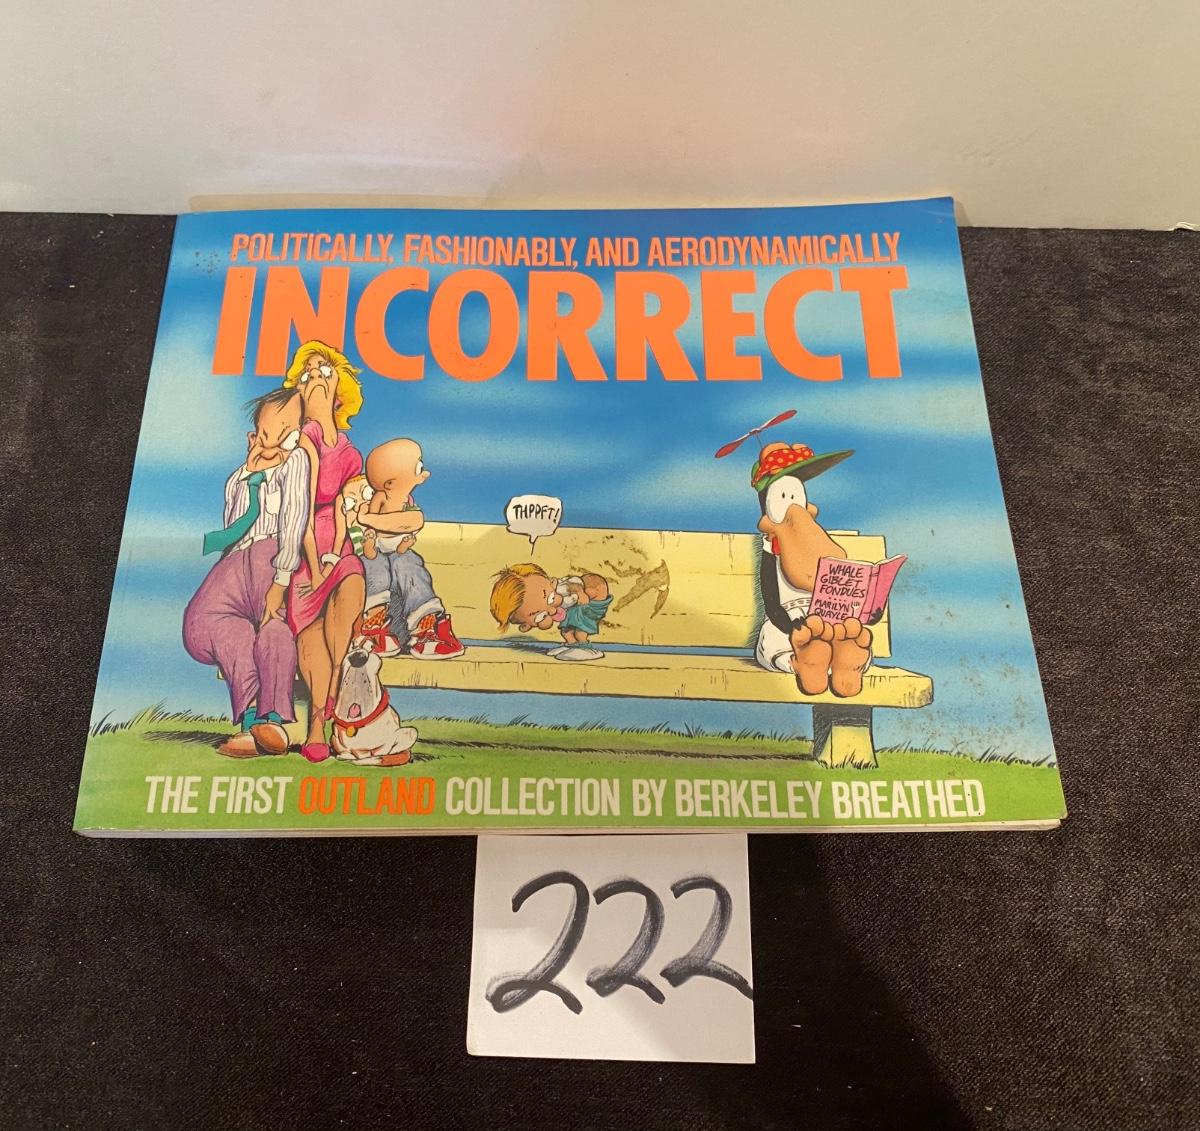 POLITICALLY, FASHIONABLY, AND AERODYNAMICALLY
INCORRECT
THPPFT!
WHALE
GIBLET
FONDUES
MARILYN
QUAYLE
THE FIRST OUTLAND COLLECTION BY BERKELEY BREATHED
222